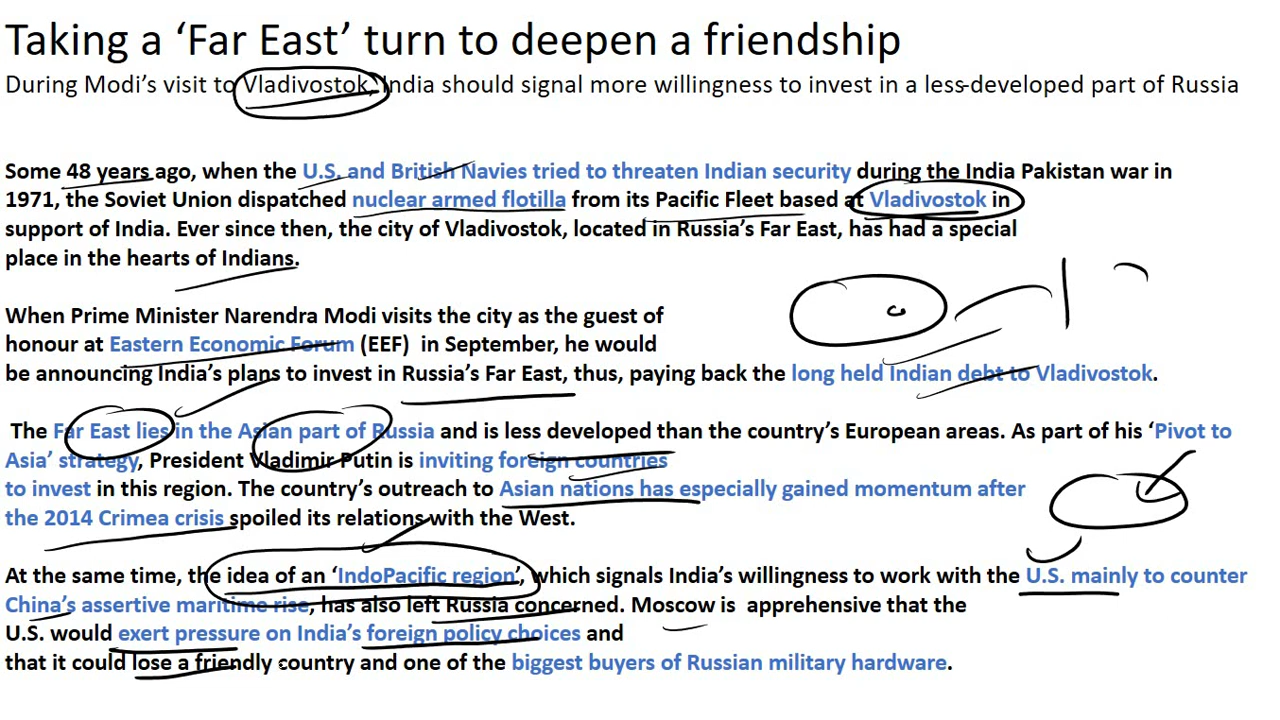 Taking a ‘Far East’ turn to deepen a friendship
During Modi’s visit to Vladivostok, India should signal more willingness to invest in a less-developed part of Russia
Some 48 years ago, when the U.S. and British Navies tried to threaten Indian security during the India Pakistan war in
1971, the Soviet Union dispatched nuclear armed flotilla from its Pacific Fleet based at Vladivostok in
support of India. Ever since then, the city of Vladivostok, located in Russia’s Far East, has had a special
place in the hearts of Indians.
When Prime Minister Narendra Modi visits the city as the guest of
honour at Eastern Economic Forum (EEF) in September, he would
be announcing India’s plans to invest in Russia’s Far East, thus, paying back the long held Indian debt to Vladivostok.
The Far East lies in the Asian part of Russia and is less developed than the country’s European areas. As part of his ‘Pivot to
Asia’ strategy, President Vladimir Putin is inviting foreign countries
to invest in this region. The country’s outreach to Asian nations has especially gained momentum after
the 2014 Crimea crisis spoiled its relations with the West.
At the same time, the idea of an ‘IndoPacific region’, which signals India’s willingness to work with the U.S. mainly to counter
China’s assertive maritime rise, has also left Russia concerned. Moscow is apprehensive that the
U.S. would exert pressure on India’s foreign policy choices and
that it could lose a friendly country and one of the biggest buyers of Russian military hardware.